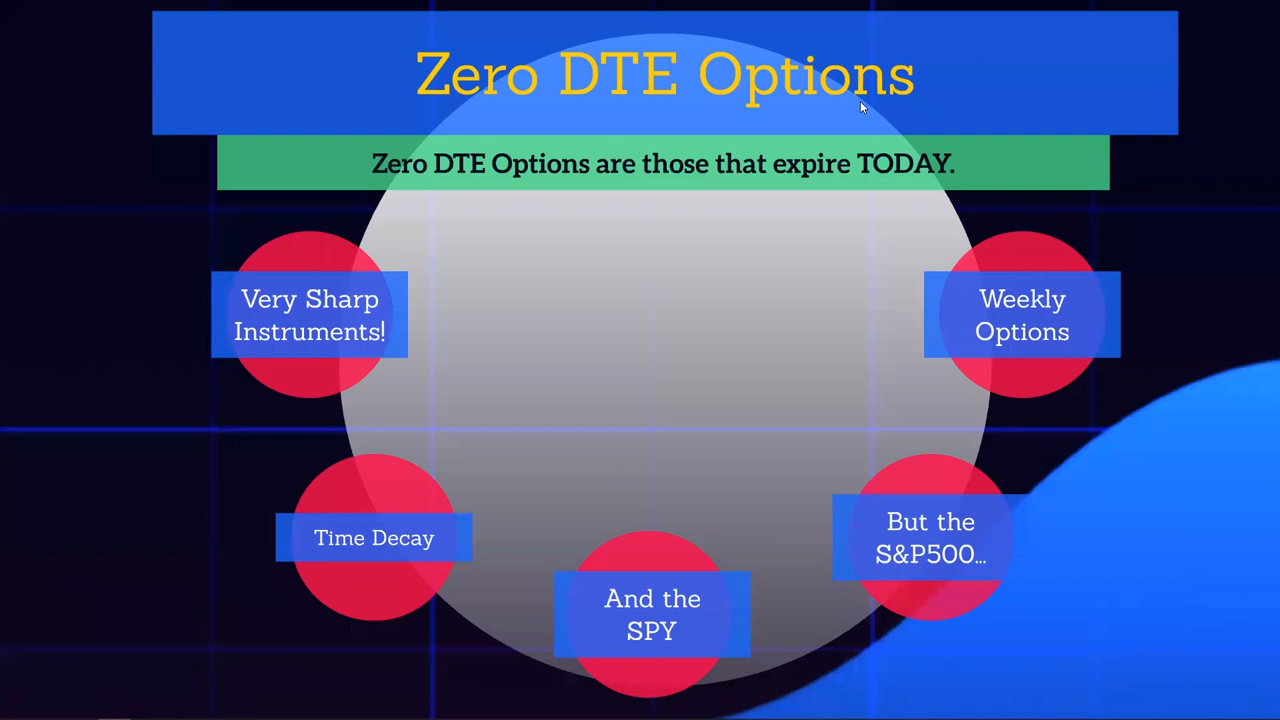 Zero DTE Options
Zero DTE Options are those that expire TODAY.
Very Sharp
Instruments!
Weekly
Options
Time Decay
But the
S&P500...
And the
SPY